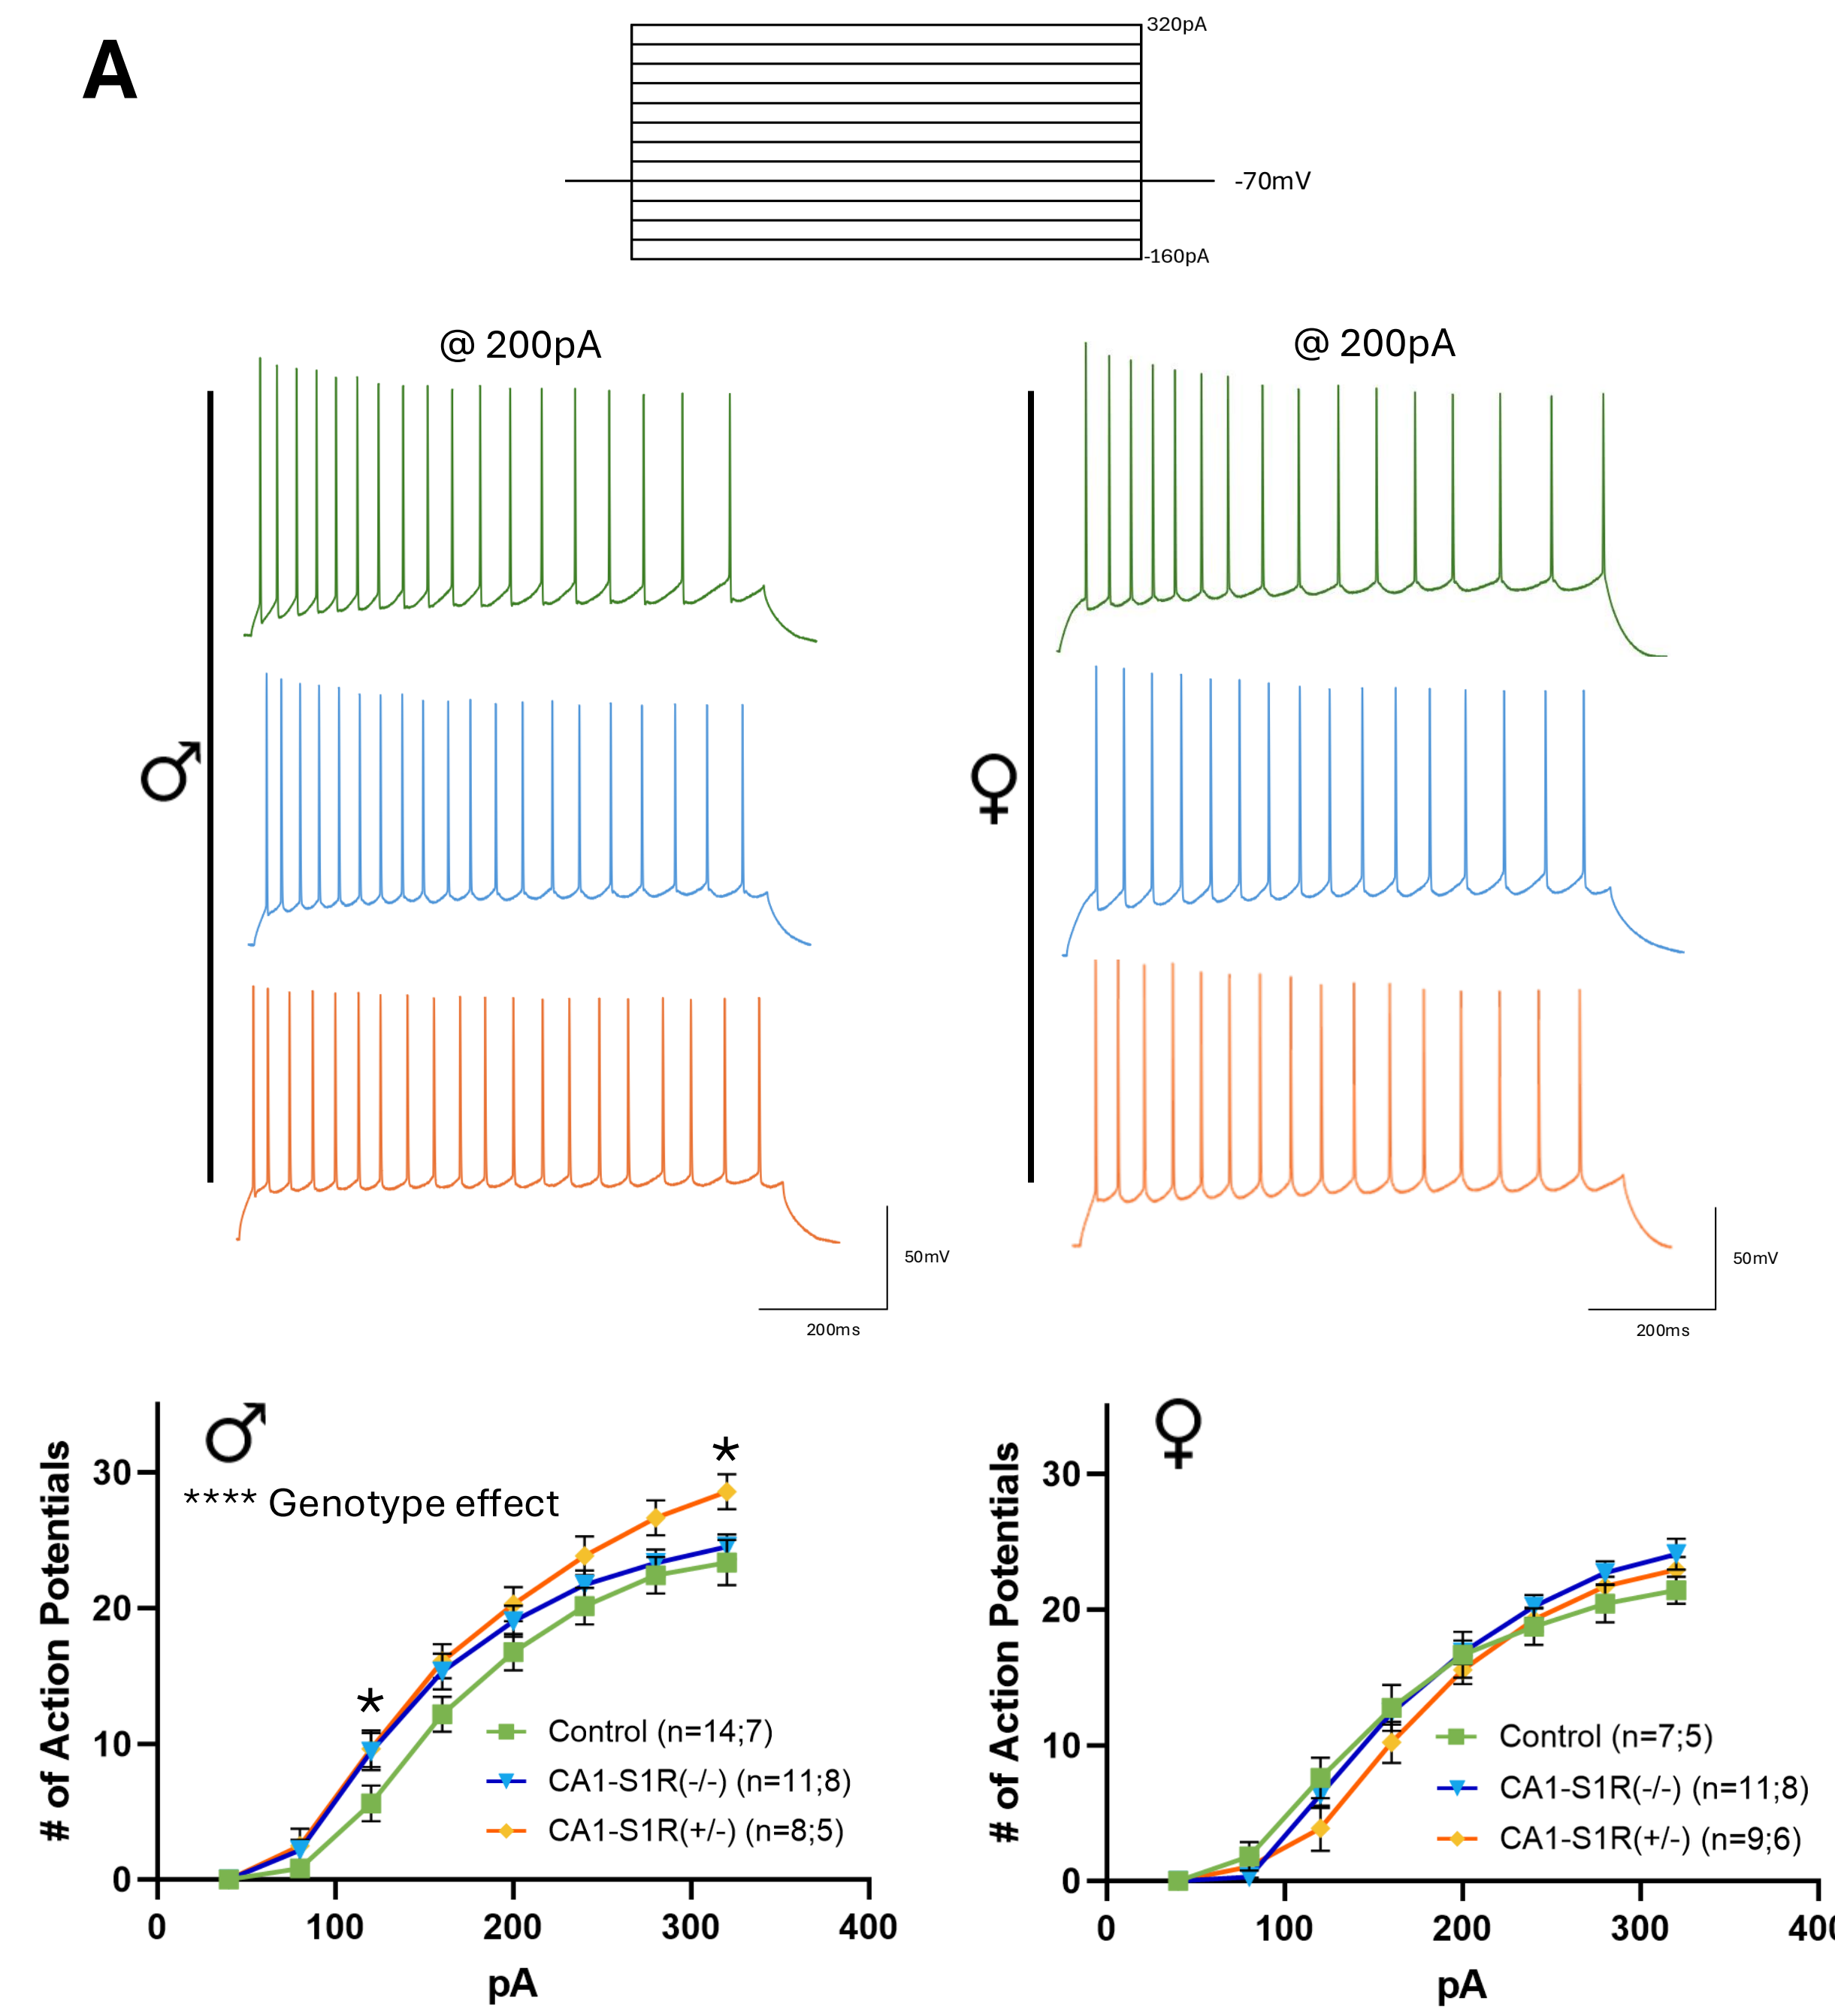 A
320pA
-70mV
-160pA
@ 200pA
@ 200pA
♂
♀
50mV
200ms
50mV
200ms
♂
**** Genotype effect
*
*
# of Action Potentials
30
20
10
0
0 100 200 300 400
pA
Control (n=14;7)
CA1-S1R(-/-) (n=11;8)
CA1-S1R(+/-) (n=8;5)
♀
# of Action Potentials
30
20
10
0
0 100 200 300 400
pA
Control (n=7;5)
CA1-S1R(-/-) (n=11;8)
CA1-S1R(+/-) (n=9;6)